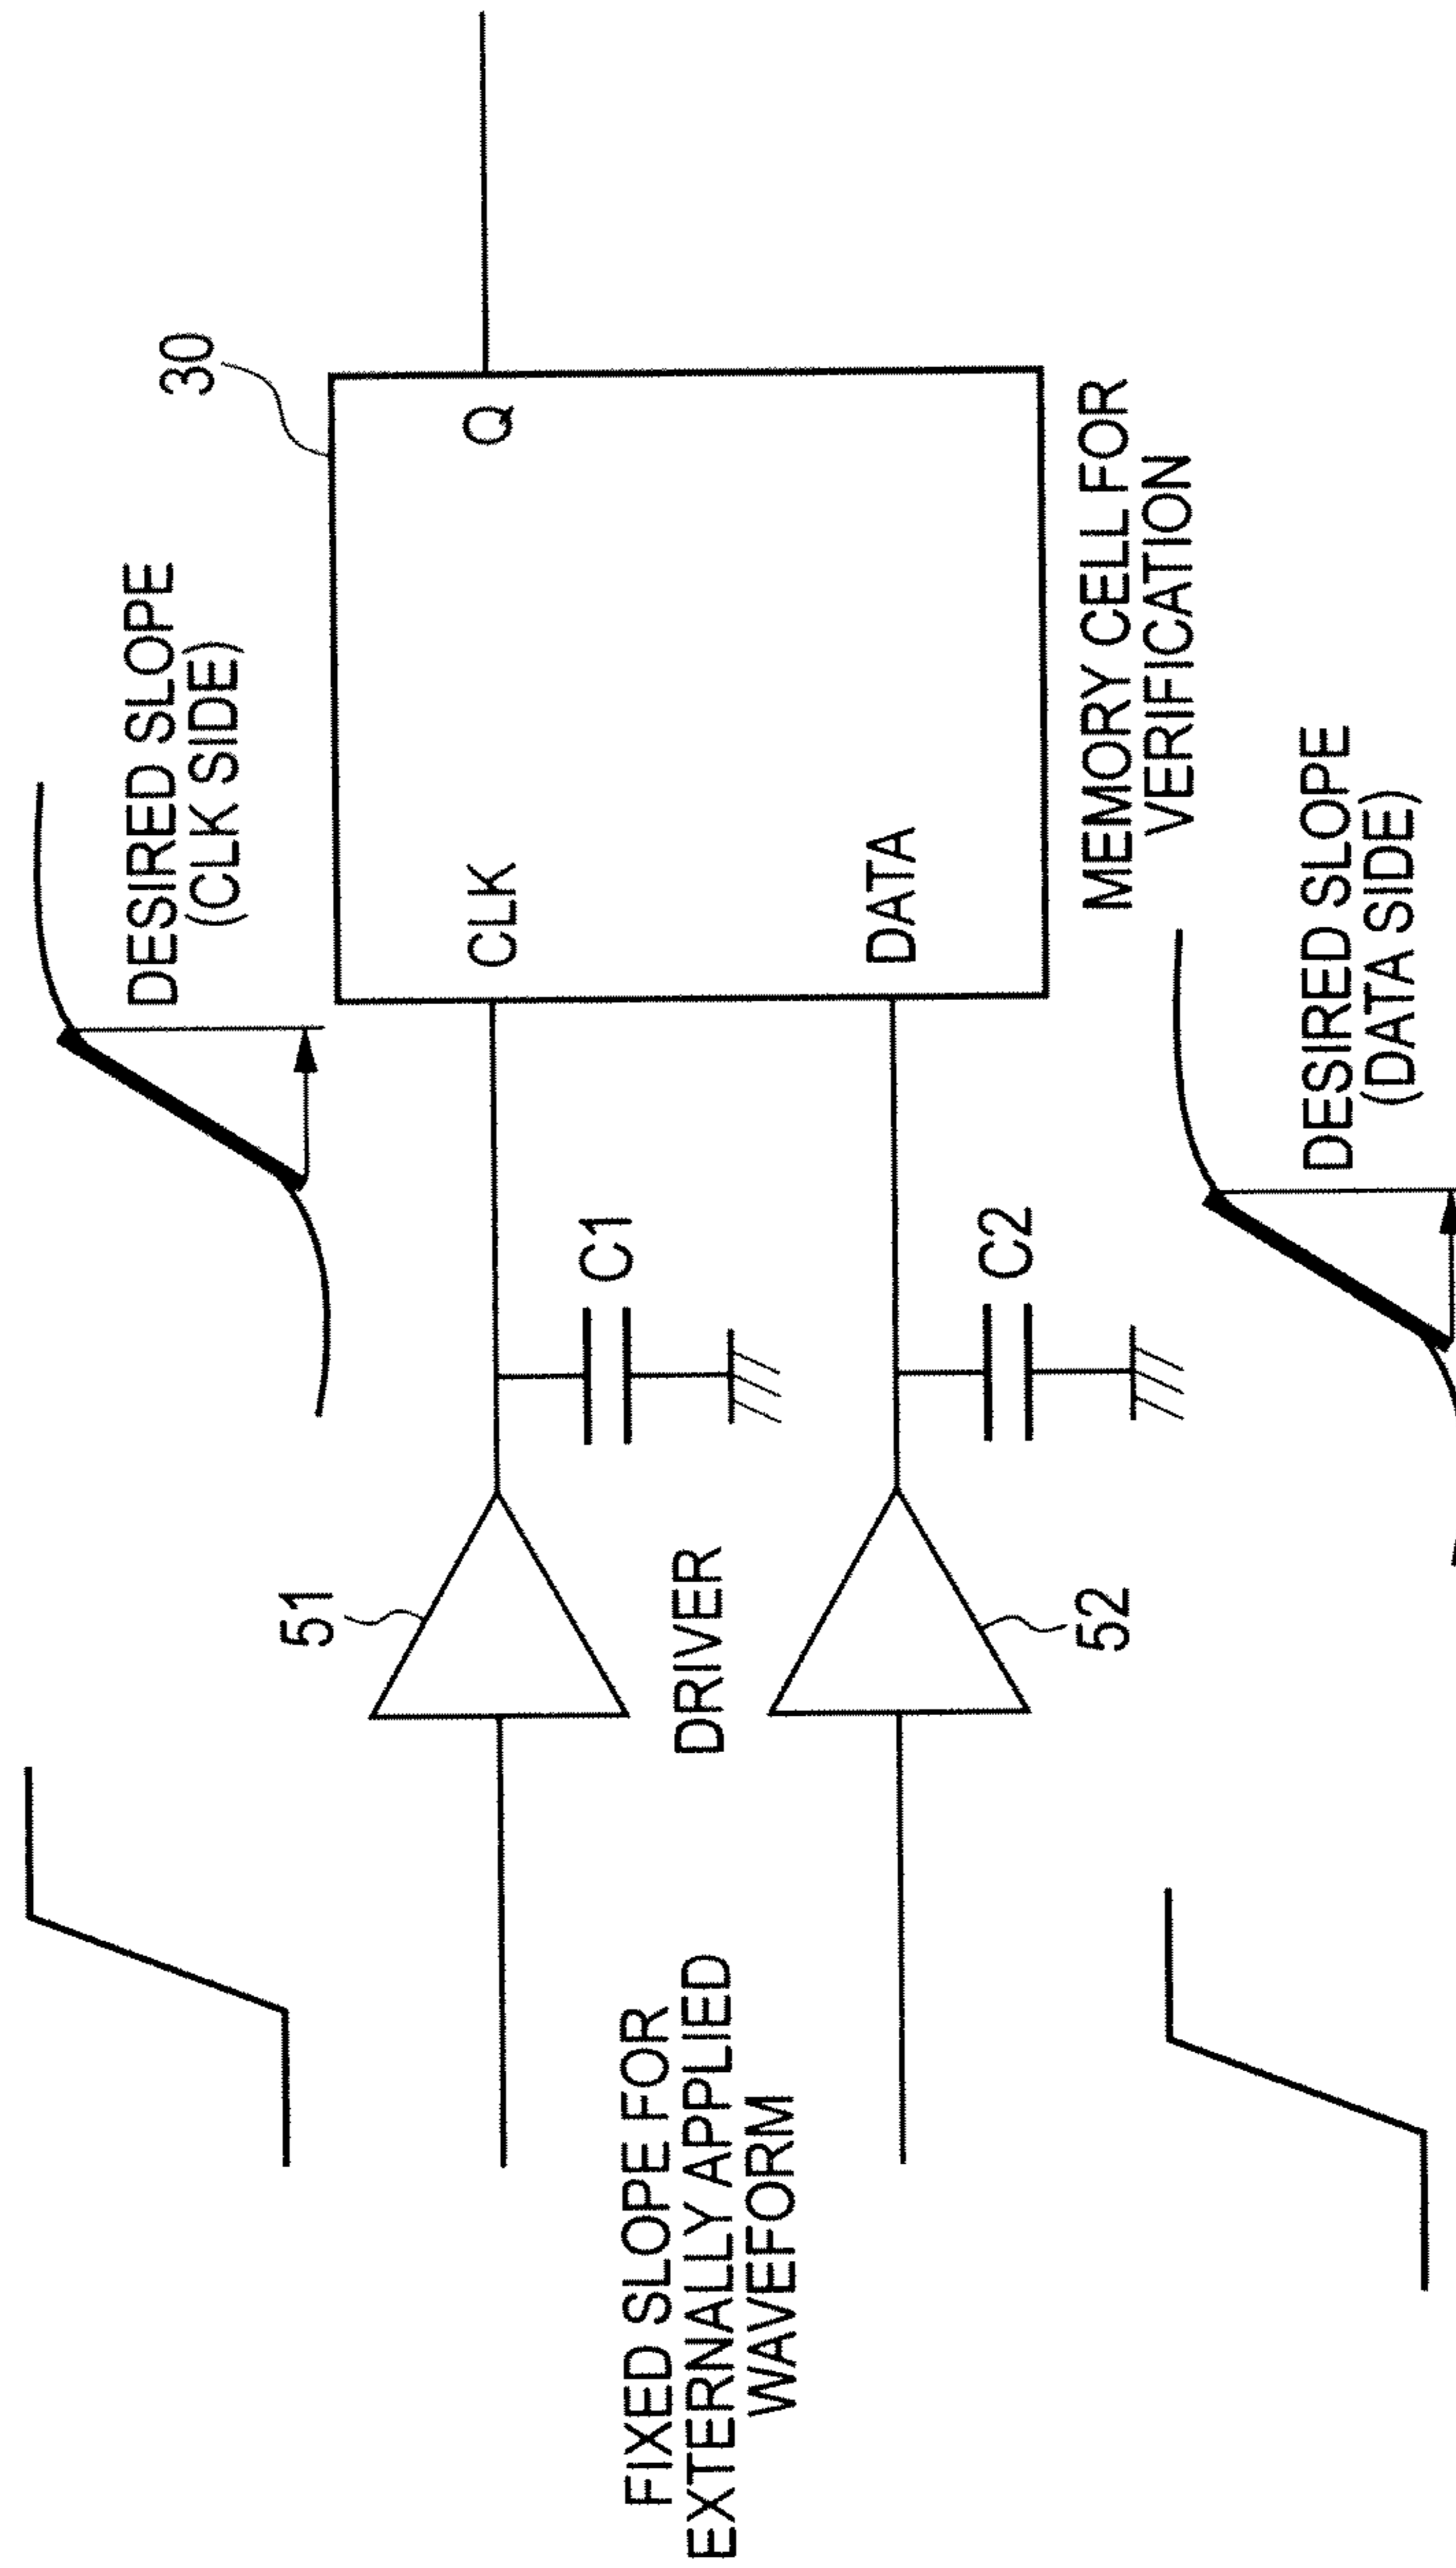 DESIRED SLOPE
(CLK SIDE)
30
51
CLK
Q
C1
FIXED SLOPE FOR
EXTERNALLY APPLIED
WAVEFORM
DRIVER
DATA
C2
52
MEMORY CELL FOR
VERIFICATION
DESIRED SLOPE
(DATA SIDE)